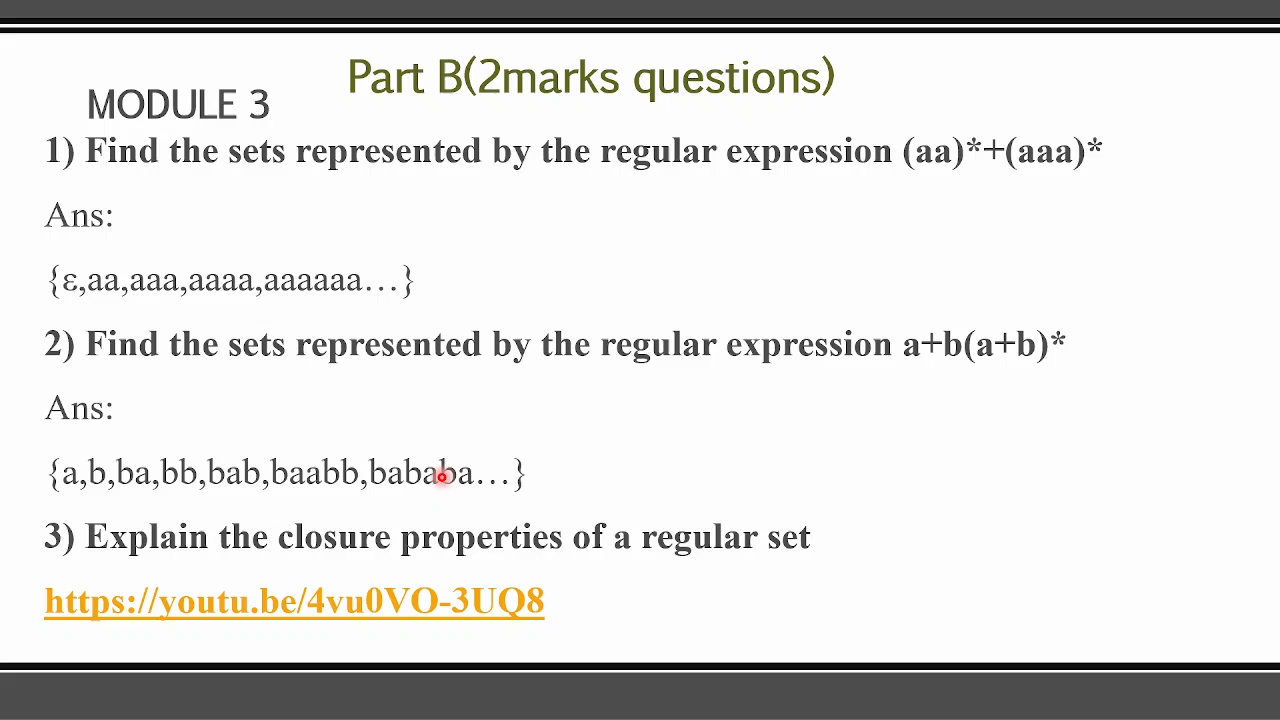 Part B(2marks questions)
MODULE 3
1) Find the sets represented by the regular expression (aa)*+(aaa)*
Ans:
{ε,aa,aaa,aaaa,aaaaaa…}
2) Find the sets represented by the regular expression a+b(a+b)*
Ans:
{a,b,ba,bb,bab,baabb,bababa…}
3) Explain the closure properties of a regular set
https://youtu.be/4vu0VO-3UQ8